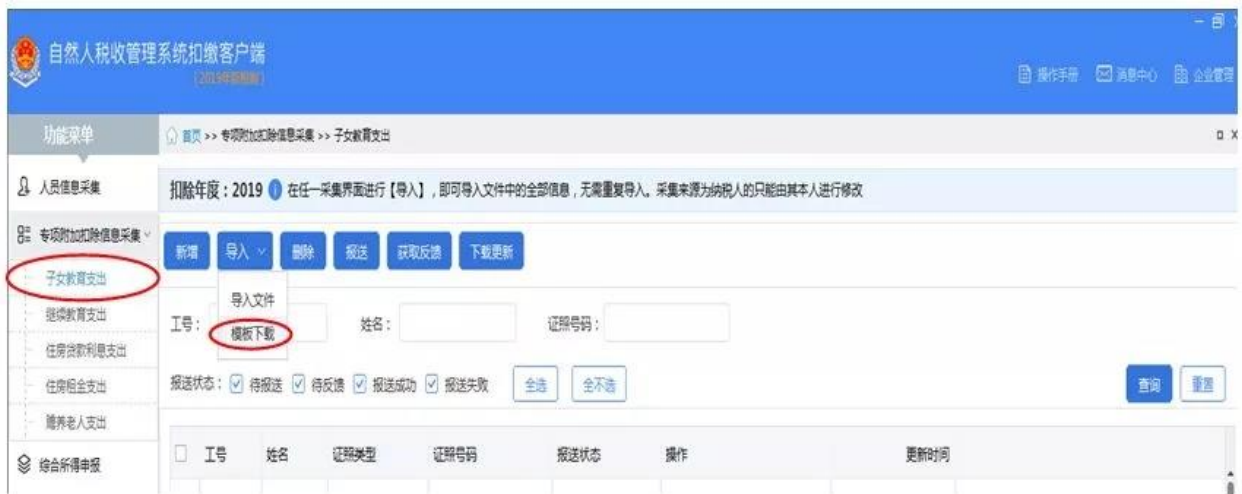 自然人税收管理系统扣缴客户端
操作手册 消息中心 企业管理
功能菜单
首页 >> 专项附加扣除信息采集 >> 子女教育支出
人员信息采集
扣除年度：2019 在任一采集界面进行【导入】，即可导入文件中的全部信息，无需重复导入。采集来源为纳税人的只能由其本人进行修改
专项附加扣除信息采集
新增 导入 删除 报送 获取反馈 下载更新
子女教育支出
导入文件
继续教育支出
工号： 姓名： 证照号码：
模板下载
住房贷款利息支出
住房租金支出
报送状态： 待报送 待反馈 报送成功 报送失败 全选 全不选 查询 重置
赡养老人支出
工号 姓名 证照类型 证照号码 报送状态 操作 更新时间
综合所得申报